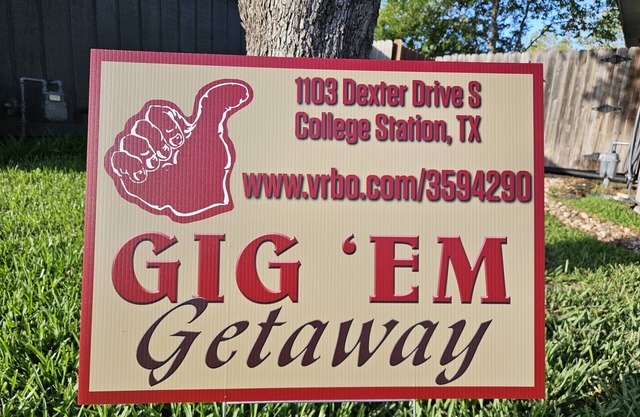 1103 Dexter Drive S
College Station, TX
www.vrbo.com/3594290
GIG 'EM
Getaway